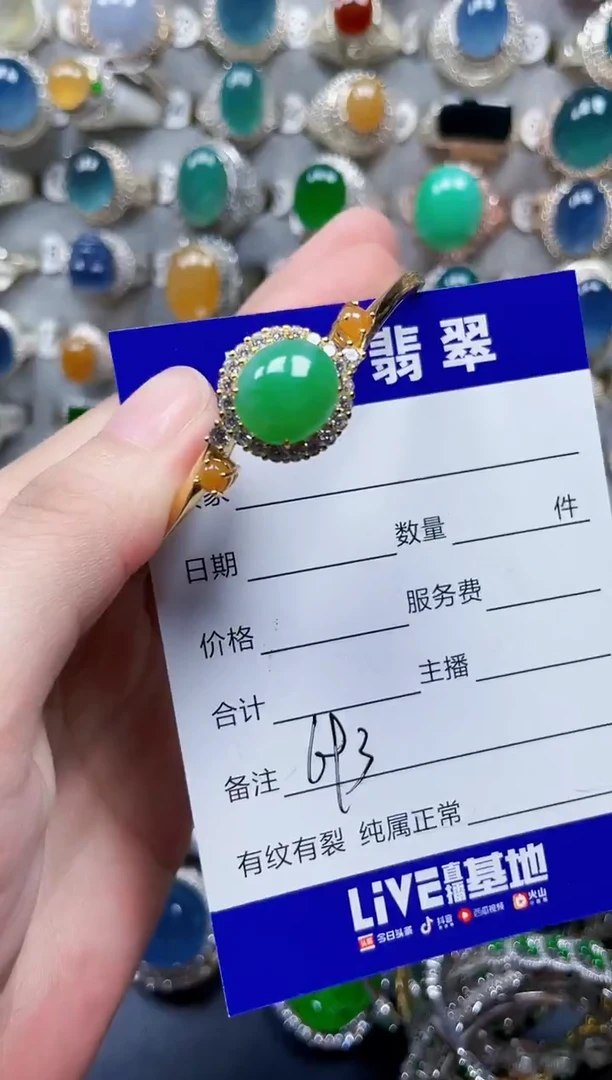 翡翠
家
数量 件
日期
服务费
价格
主播
合计
备注
有纹有裂 纯属正常
LiVE直播基地
头条 今日头条 抖音 西瓜视频 火山